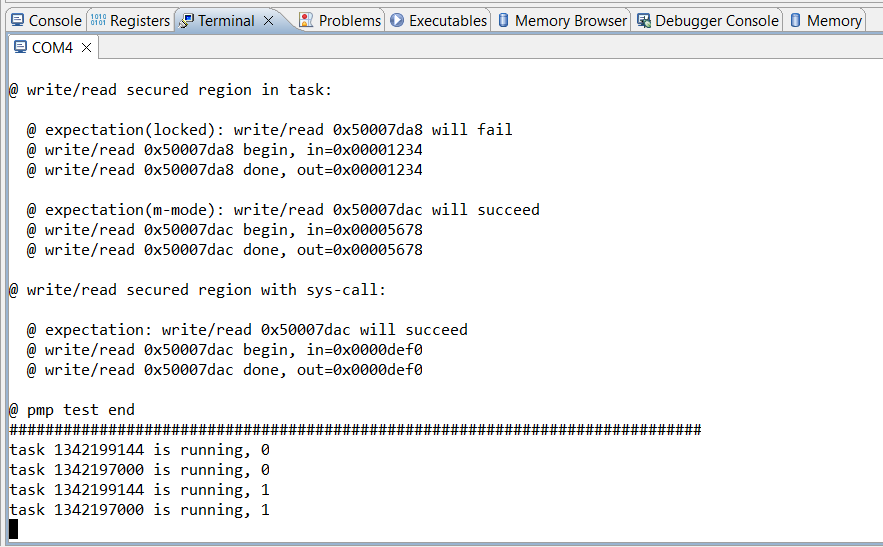 Console 1010 0101 Registers Terminal Problems Executables Memory Browser Debugger Console Memory
COM4
@ write/read secured region in task:
@ expectation(locked): write/read 0x50007da8 will fail
@ write/read 0x50007da8 begin, in=0x00001234
@ write/read 0x50007da8 done, out=0x00001234
@ expectation(m-mode): write/read 0x50007dac will succeed
@ write/read 0x50007dac begin, in=0x00005678
@ write/read 0x50007dac done, out=0x00005678
@ write/read secured region with sys-call:
@ expectation: write/read 0x50007dac will succeed
@ write/read 0x50007dac begin, in=0x0000def0
@ write/read 0x50007dac done, out=0x0000def0
@ pmp test end
#############################################################################
task 1342199144 is running, 0
task 1342197000 is running, 0
task 1342199144 is running, 1
task 1342197000 is running, 1